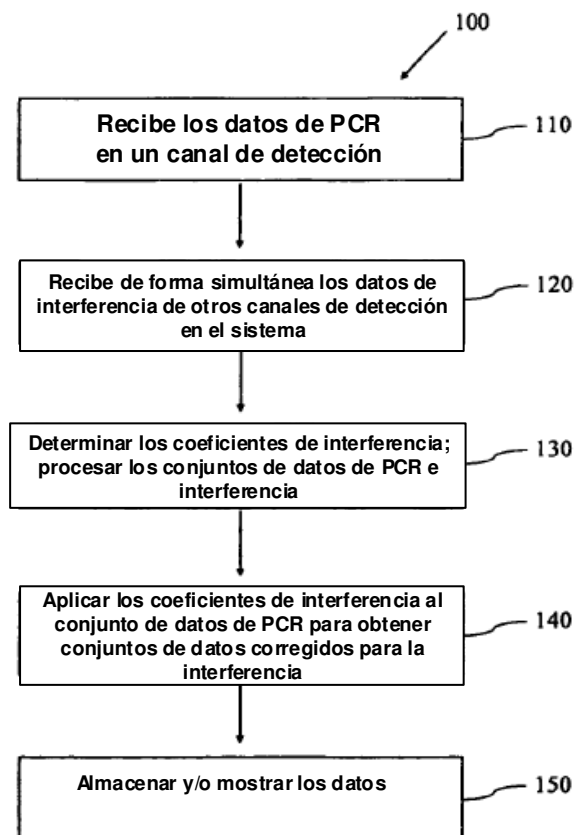 100
Recibe los datos de PCR
en un canal de detección
110
Recibe de forma simultánea los datos de
interferencia de otros canales de detección
en el sistema
120
Determinar los coeficientes de interferencia;
procesar los conjuntos de datos de PCR e
interferencia
130
Aplicar los coeficientes de interferencia al
conjunto de datos de PCR para obtener
conjuntos de datos corregidos para la
interferencia
140
Almacenar y/o mostrar los datos
150